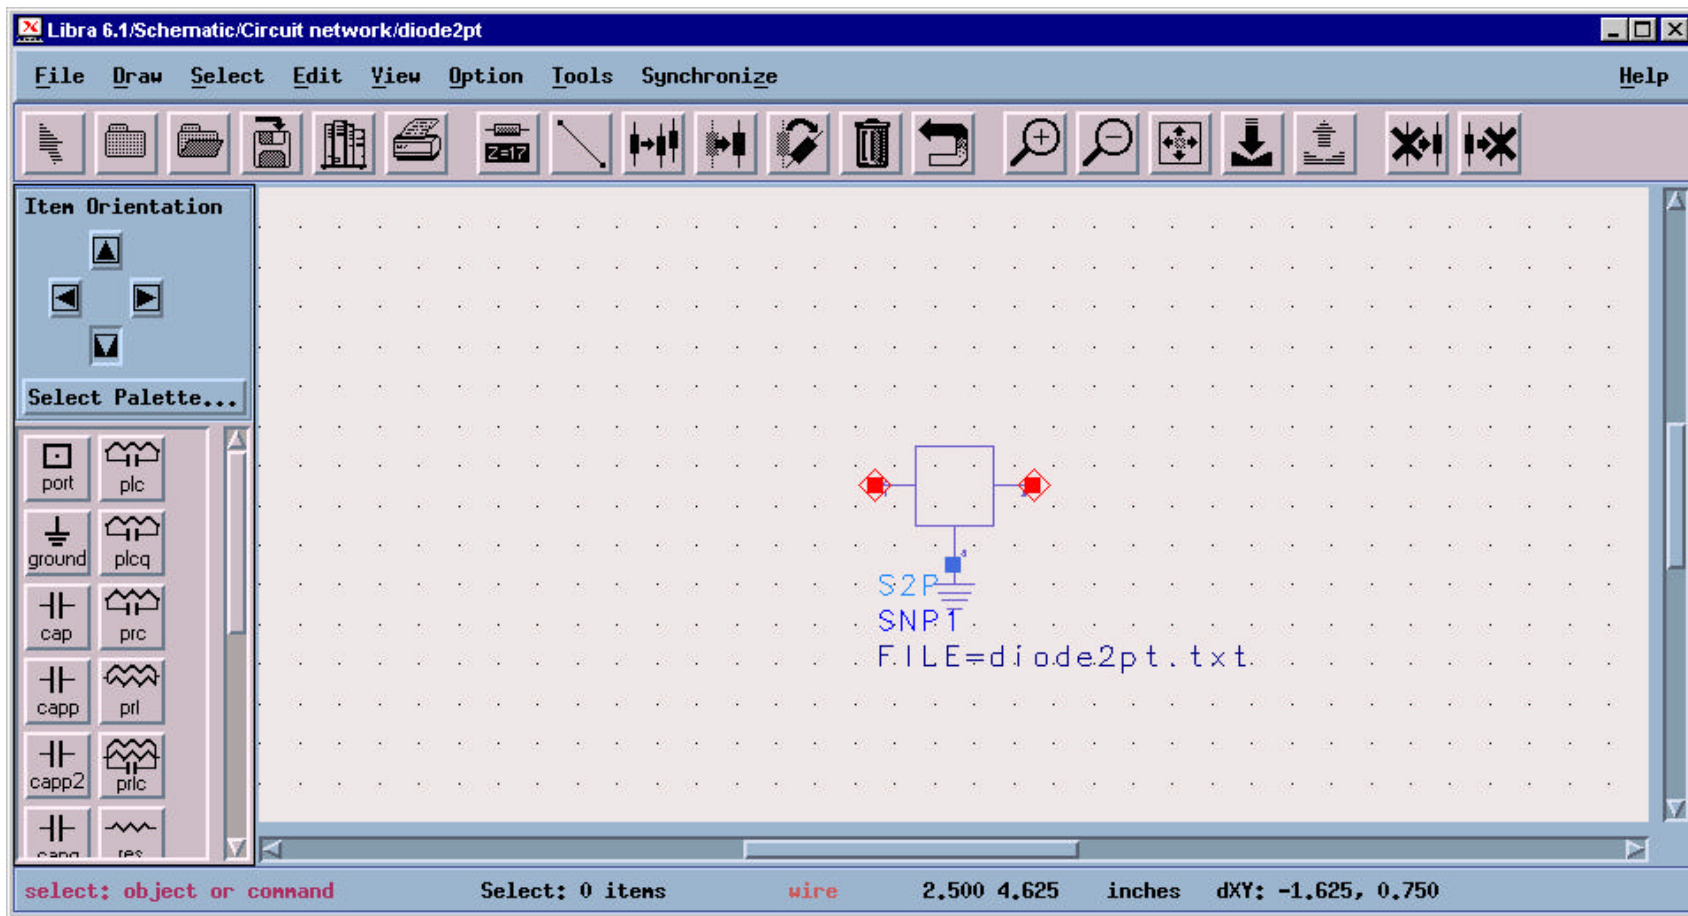 Libra 6.1/Schematic/Circuit network/diode2pt
File Draw Select Edit View Option Tools Synchronize Help
Z=17
Item Orientation
Select Palette...
port plc
ground plcq
cap prc
capp prl
capp2 prlc
capq res
S2P
SNP1
FILE=diode2pt.txt
select: object or command Select: 0 items wire 2.500 4.625 inches dXY: -1.625, 0.750